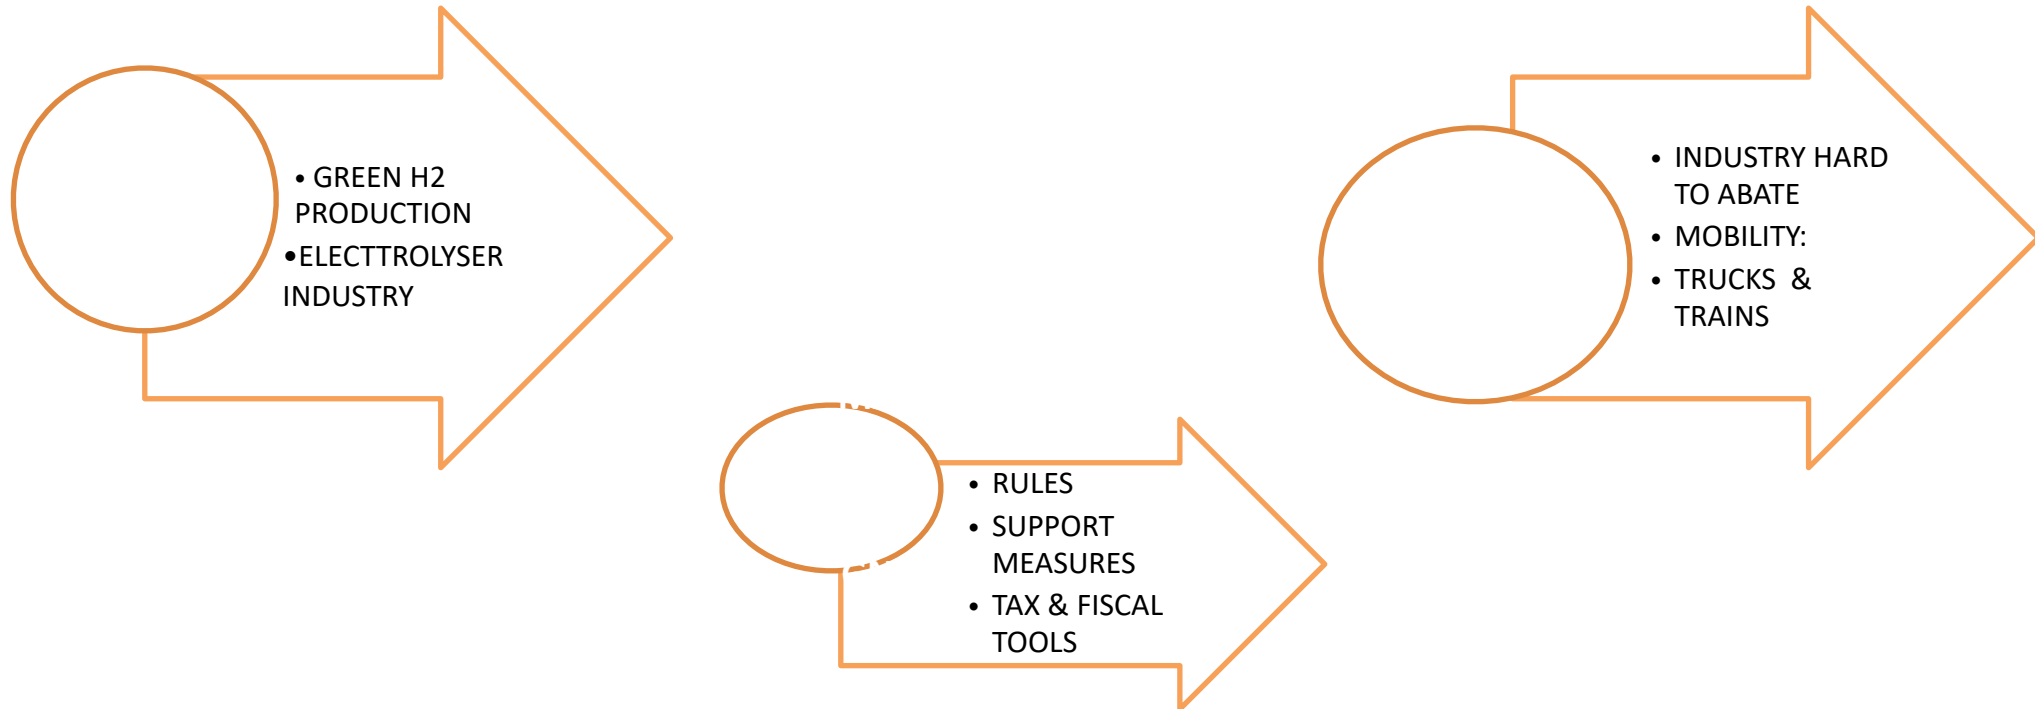 • GREEN H2
PRODUCTION
•ELECTTROLYSER
INDUSTRY
• RULES
• SUPPORT
MEASURES
• TAX & FISCAL
TOOLS
• INDUSTRY HARD
TO ABATE
• MOBILITY:
• TRUCKS &
TRAINS